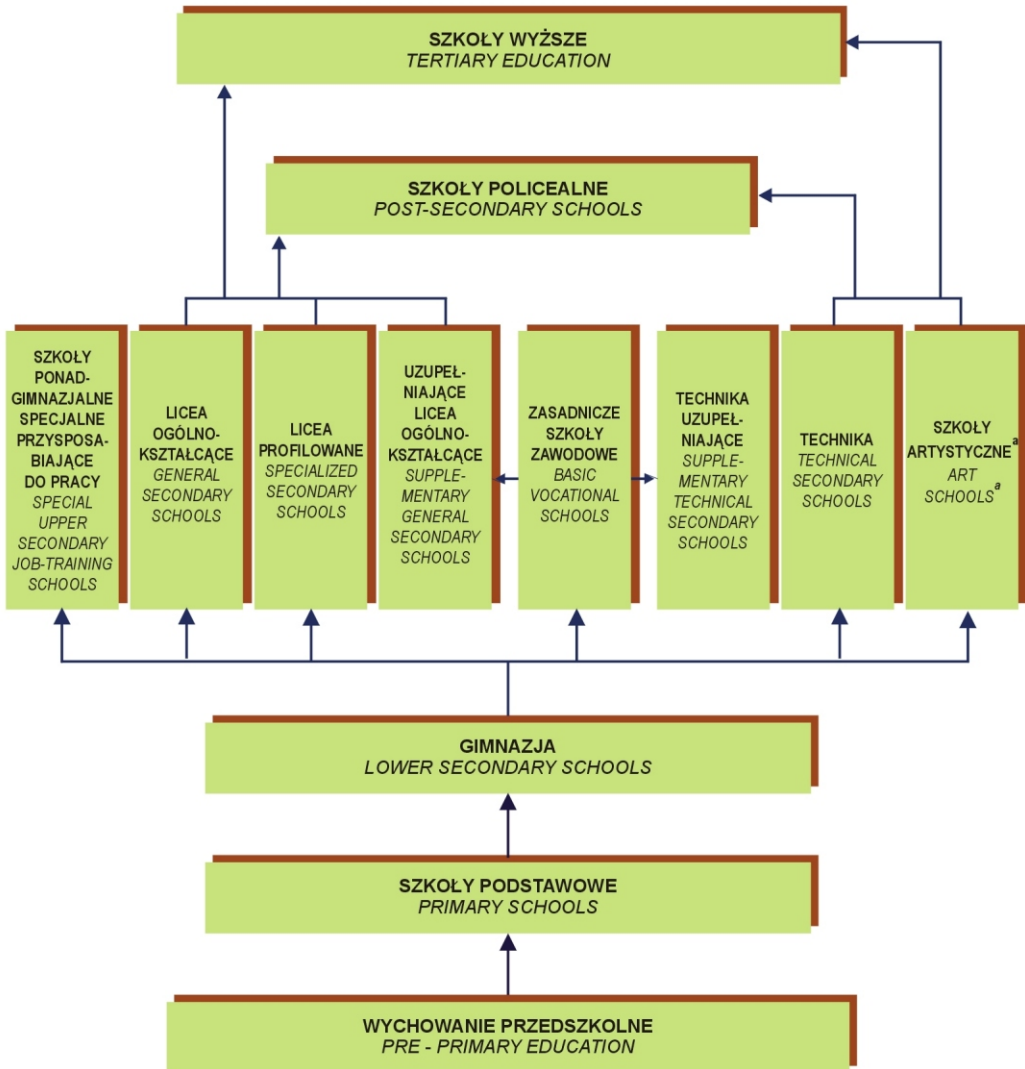 SZKOŁY WYŻSZE
TERTIARY EDUCATION
SZKOŁY POLICEALNE
POST-SECONDARY SCHOOLS
SZKOŁY
PONAD-
GIMNAZJALNE
SPECJALNE
PRZYSPOSA-
BIAJĄCE
DO PRACY
SPECIAL
UPPER
SECONDARY
JOB-TRAINING
SCHOOLS
LICEA
OGÓLNO-
KSZTAŁCĄCE
GENERAL
SECONDARY
SCHOOLS
LICEA
PROFILOWANE
SPECIALIZED
SECONDARY
SCHOOLS
UZUPEŁ-
NIAJĄCE
LICEA
OGÓLNO-
KSZTAŁCĄCE
SUPPLE-
MENTARY
GENERAL
SECONDARY
SCHOOLS
ZASADNICZE
SZKOŁY
ZAWODOWE
BASIC
VOCATIONAL
SCHOOLS
TECHNIKA
UZUPEŁ-
NIAJĄCE
SUPPLE-
MENTARY
TECHNICAL
SECONDARY
SCHOOLS
TECHNIKA
TECHNICAL
SECONDARY
SCHOOLS
SZKOŁY
ARTYSTYCZNEª
ART
SCHOOLSª
GIMNAZJA
LOWER SECONDARY SCHOOLS
SZKOŁY PODSTAWOWE
PRIMARY SCHOOLS
WYCHOWANIE PRZEDSZKOLNE
PRE - PRIMARY EDUCATION